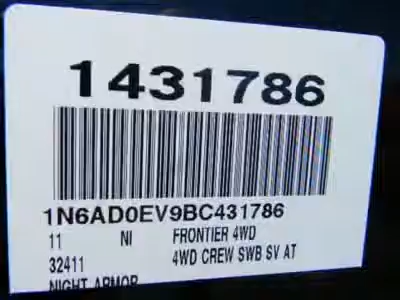 1431786
1N6AD0EV9BC431786
11 NI FRONTIER 4WD
32411 4WD CREW SWB SV AT
NIGHT ARMOR